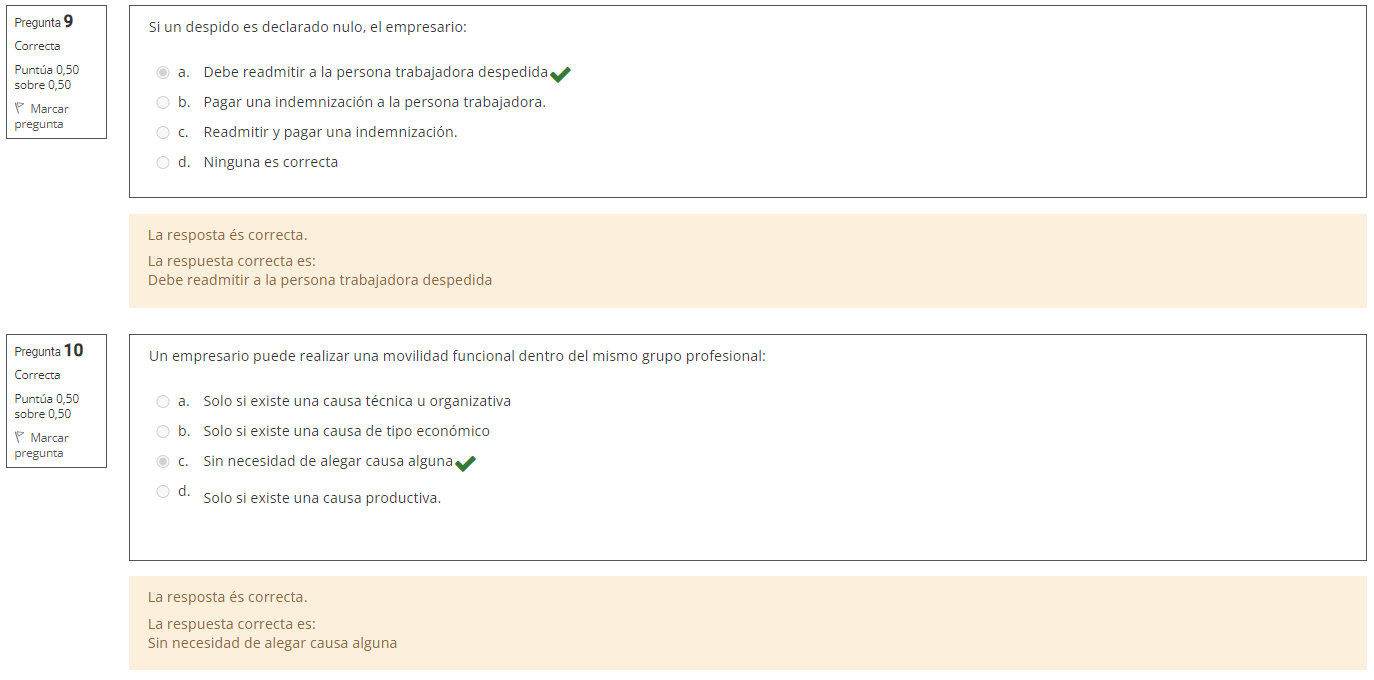 Pregunta 9
Correcta
Puntúa 0,50
sobre 0,50
Marcar
pregunta
Si un despido es declarado nulo, el empresario:
a. Debe readmitir a la persona trabajadora despedida
b. Pagar una indemnización a la persona trabajadora.
c. Readmitir y pagar una indemnización.
d. Ninguna es correcta
La resposta és correcta.
La respuesta correcta es:
Debe readmitir a la persona trabajadora despedida
Pregunta 10
Correcta
Puntúa 0,50
sobre 0,50
Marcar
pregunta
Un empresario puede realizar una movilidad funcional dentro del mismo grupo profesional:
a. Solo si existe una causa técnica u organizativa
b. Solo si existe una causa de tipo económico
c. Sin necesidad de alegar causa alguna
d. Solo si existe una causa productiva.
La resposta és correcta.
La respuesta correcta es:
Sin necesidad de alegar causa alguna